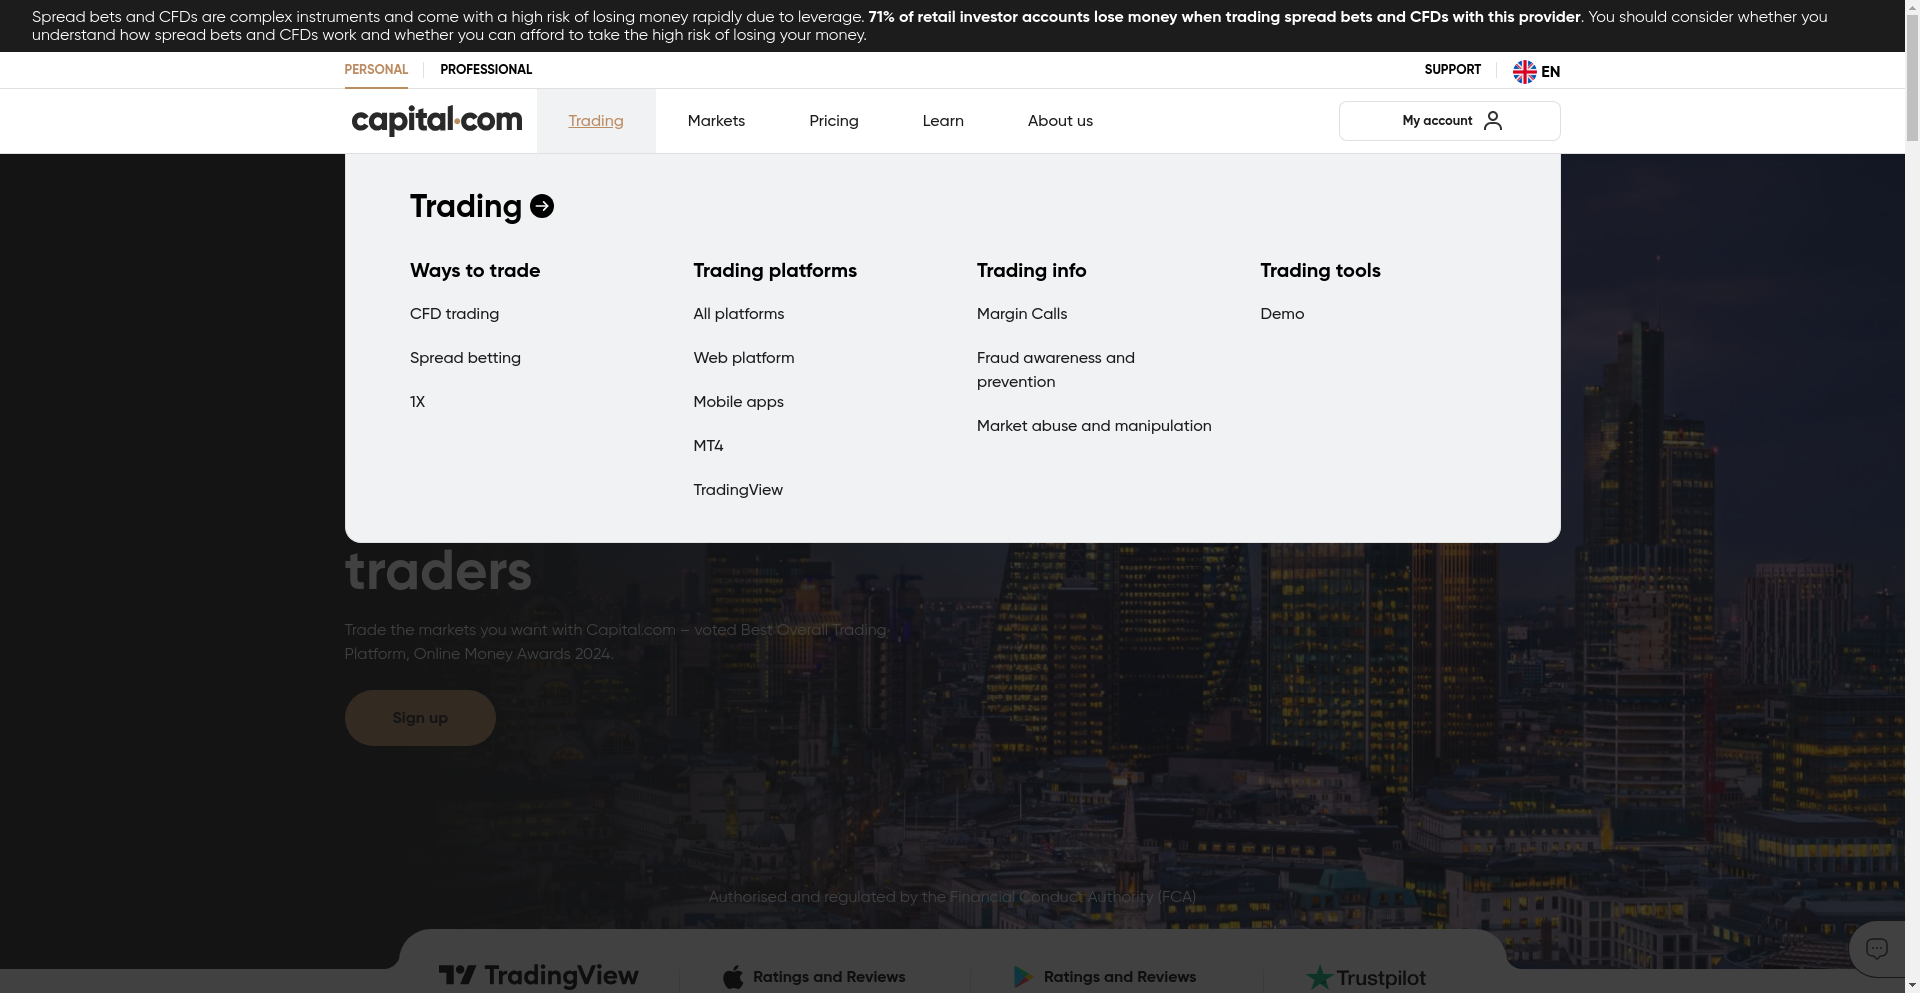 Spread bets and CFDs are complex instruments and come with a high risk of losing money rapidly due to leverage. 71% of retail investor accounts lose money when trading spread bets and CFDs with this provider. You should consider whether you
understand how spread bets and CFDs work and whether you can afford to take the high risk of losing your money.
PERSONAL PROFESSIONAL SUPPORT EN
capital.com Trading Markets Pricing Learn About us My account
Trading
Ways to trade
CFD trading
Spread betting
1X
Trading platforms
All platforms
Web platform
Mobile apps
MT4
TradingView
Trading info
Margin Calls
Fraud awareness and
prevention
Market abuse and manipulation
Trading tools
Demo
traders
Trade the markets you want with Capital.com – voted Best Overall Trading
Platform, Online Money Awards 2024.
Sign up
Authorised and regulated by the Financial Conduct Authority (FCA)
TradingView Ratings and Reviews Ratings and Reviews Trustpilot